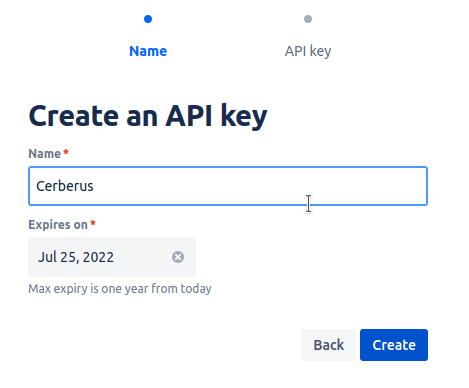 Name
API key
Create an API key
Name *
Cerberus
Expires on *
Jul 25, 2022
Max expiry is one year from today
Back
Create